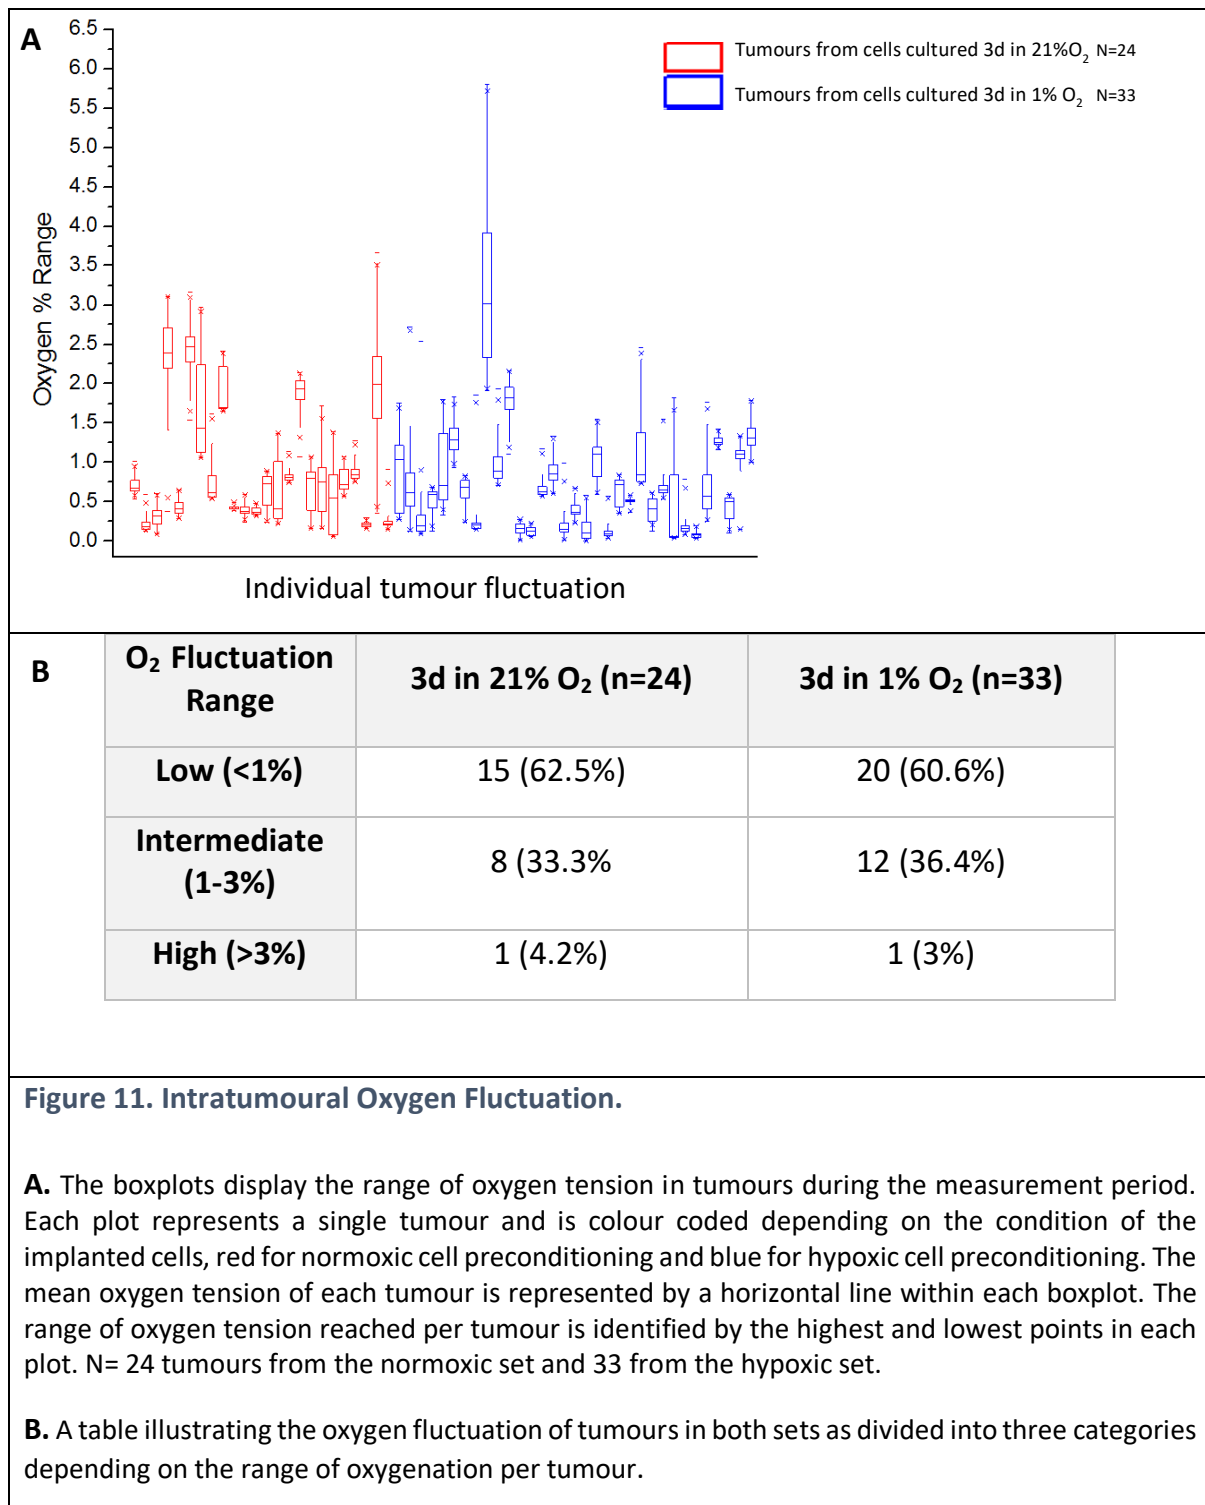 A
6.5
6.0
5.5
5.0
4.5
4.0
3.5
3.0
2.5
2.0
1.5
1.0
0.5
0.0
Oxygen % Range
Tumours from cells cultured 3d in 21%O₂ N=24
Tumours from cells cultured 3d in 1% O₂ N=33
Individual tumour fluctuation
B
O₂ Fluctuation Range 3d in 21% O₂ (n=24) 3d in 1% O₂ (n=33)
Low (<1%) 15 (62.5%) 20 (60.6%)
Intermediate (1-3%) 8 (33.3% 12 (36.4%)
High (>3%) 1 (4.2%) 1 (3%)
Figure 11. Intratumoural Oxygen Fluctuation.
A. The boxplots display the range of oxygen tension in tumours during the measurement period.
Each plot represents a single tumour and is colour coded depending on the condition of the
implanted cells, red for normoxic cell preconditioning and blue for hypoxic cell preconditioning. The
mean oxygen tension of each tumour is represented by a horizontal line within each boxplot. The
range of oxygen tension reached per tumour is identified by the highest and lowest points in each
plot. N= 24 tumours from the normoxic set and 33 from the hypoxic set.
B. A table illustrating the oxygen fluctuation of tumours in both sets as divided into three categories
depending on the range of oxygenation per tumour.